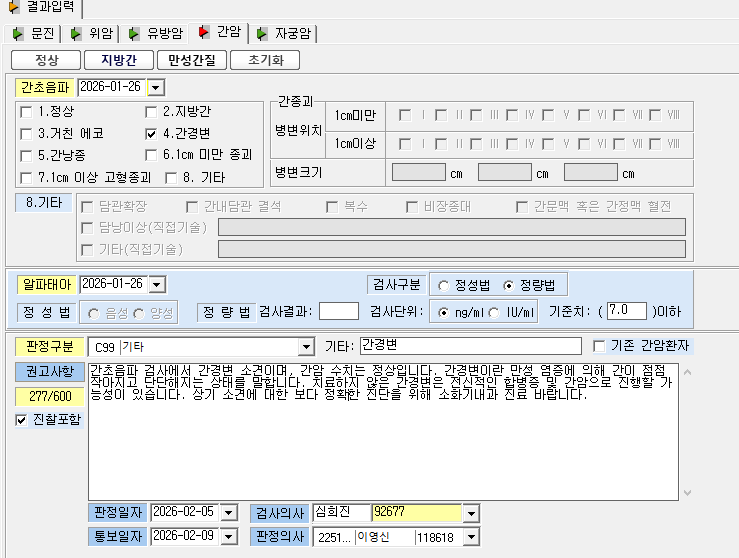 결과입력
문진 위암 유방암 간암 자궁암
정상 지방간 만성간질 초기화
간초음파 2026-01-26
1.정상 2.지방간
3.거친 에코 4.간경변
5.간낭종 6.1cm 미만 종괴
7.1cm 이상 고형종괴 8. 기타
간종괴
병변위치
1cm미만 I II III IV V VI VII VIII
1cm이상 I II III IV V VI VII VIII
병변크기 cm cm cm
8.기타
담관확장 간내담관 결석 복수 비장증대 간문맥 혹은 간정맥 혈전
담낭이상(직접기술)
기타(직접기술)
알파태아 2026-01-26 검사구분 정성법 정량법
정 성 법 음성 양성 정 량 법 검사결과: 검사단위: ng/ml IU/ml 기준치: ( 7.0 )이하
판정구분 C99 기타 기타: 간경변 기존 간암환자
권고사항
277/600
진찰포함
간초음파 검사에서 간경변 소견이며, 간암 수치는 정상입니다. 간경변이란 만성 염증에 의해 간이 점점
작아지고 단단해지는 상태를 말합니다. 치료하지 않은 간경변은 전신적인 합병증 및 간암으로 진행할 가
능성이 있습니다. 상기 소견에 대한 보다 정확한 진단을 위해 소화기내과 진료 바랍니다.
판정일자 2026-02-05 검사의사 심희진 92677
통보일자 2026-02-09 판정의사 2251... 이영신 118618